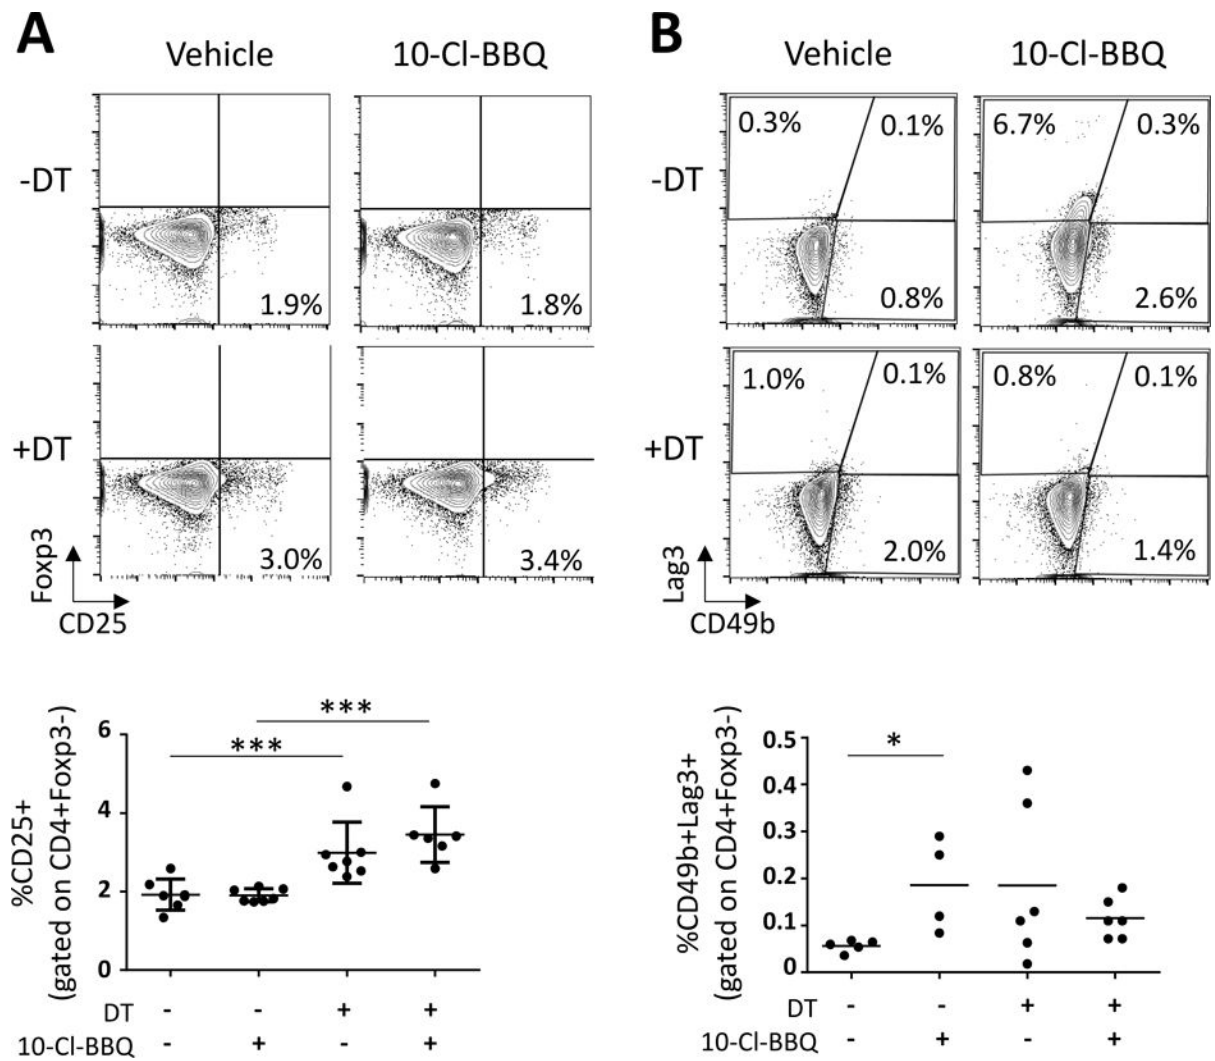 A
Vehicle
10-Cl-BBQ
-DT
1.9%
1.8%
+DT
3.0%
3.4%
Foxp3
CD25
%CD25+
(gated on CD4+Foxp3-)
6
4
2
0
***
***
DT - - + +
10-Cl-BBQ - + - +
B
Vehicle
10-Cl-BBQ
-DT
0.3% 0.1%
0.8%
6.7% 0.3%
2.6%
+DT
1.0% 0.1%
2.0%
0.8% 0.1%
1.4%
Lag3
CD49b
%CD49b+Lag3+
(gated on CD4+Foxp3-)
0.5
0.3
0.2
0.1
0
*
DT - - + +
10-Cl-BBQ - + - +